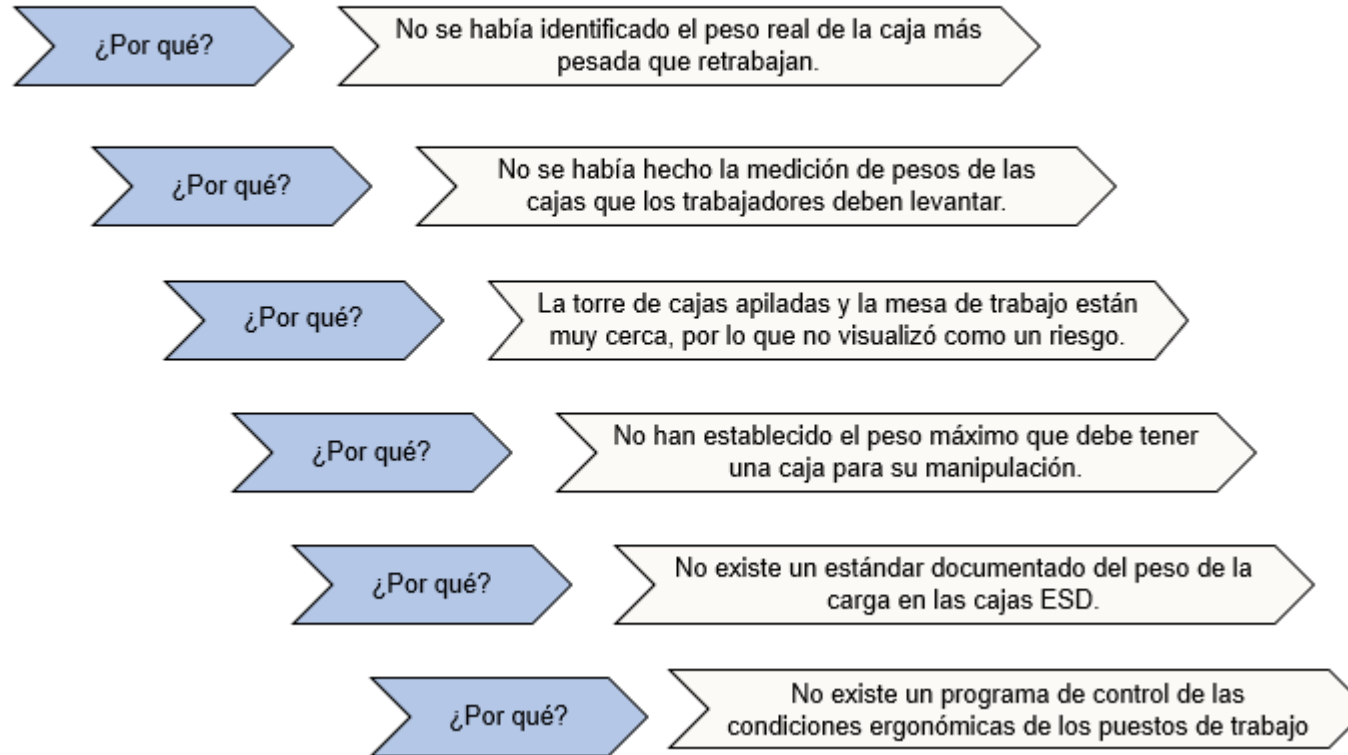 ¿Por qué?
No se había identificado el peso real de la caja más
pesada que retrabajan.
¿Por qué?
No se había hecho la medición de pesos de las
cajas que los trabajadores deben levantar.
¿Por qué?
La torre de cajas apiladas y la mesa de trabajo están
muy cerca, por lo que no visualizó como un riesgo.
¿Por qué?
No han establecido el peso máximo que debe tener
una caja para su manipulación.
¿Por qué?
No existe un estándar documentado del peso de la
carga en las cajas ESD.
¿Por qué?
No existe un programa de control de las
condiciones ergonómicas de los puestos de trabajo